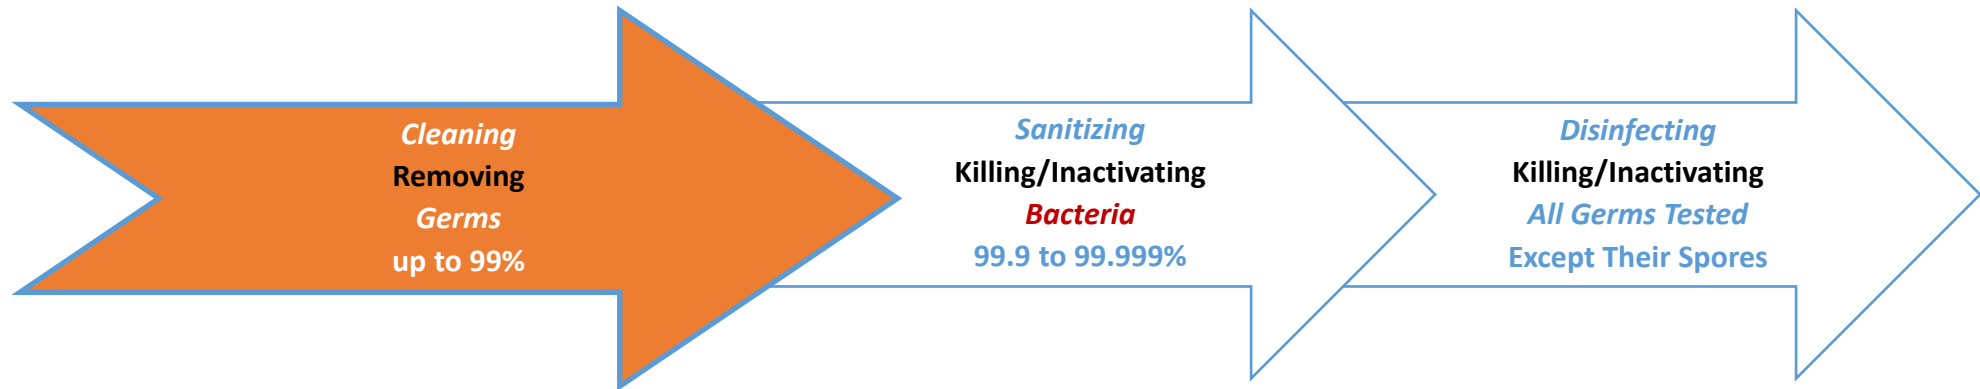 Cleaning
Removing
Germs
up to 99%
Sanitizing
Killing/Inactivating
Bacteria
99.9 to 99.999%
Disinfecting
Killing/Inactivating
All Germs Tested
Except Their Spores